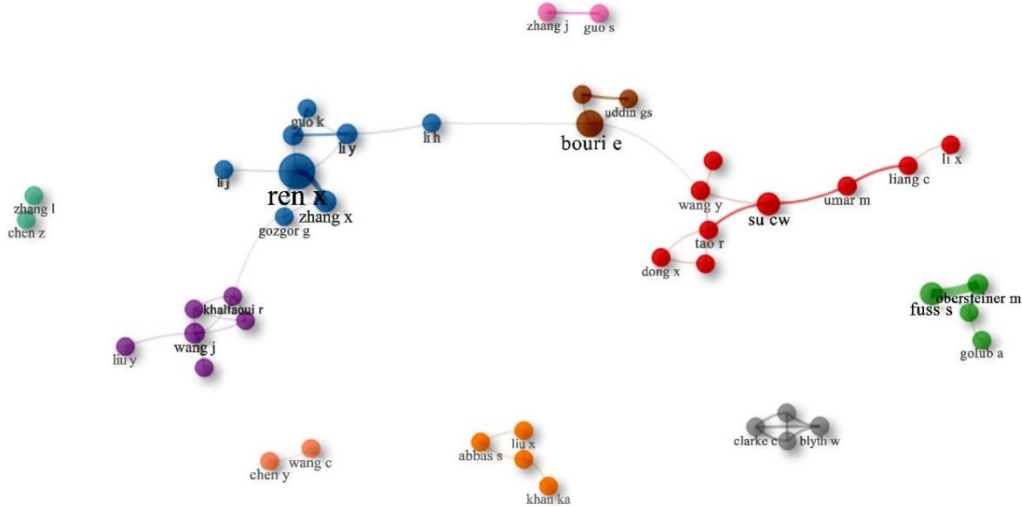 zhang j
guo s
uddin gs
bouri e
guo k
li y
li h
li j
ren x
zhang x
gozgor g
li x
liang c
umar m
wang y
su cw
tao r
dong x
zhang l
chen z
khalfaoui r
wang j
liu y
obersteiner m
fuss s
golub a
clarke c
blyth w
liu x
abbas s
khan ka
wang c
chen y